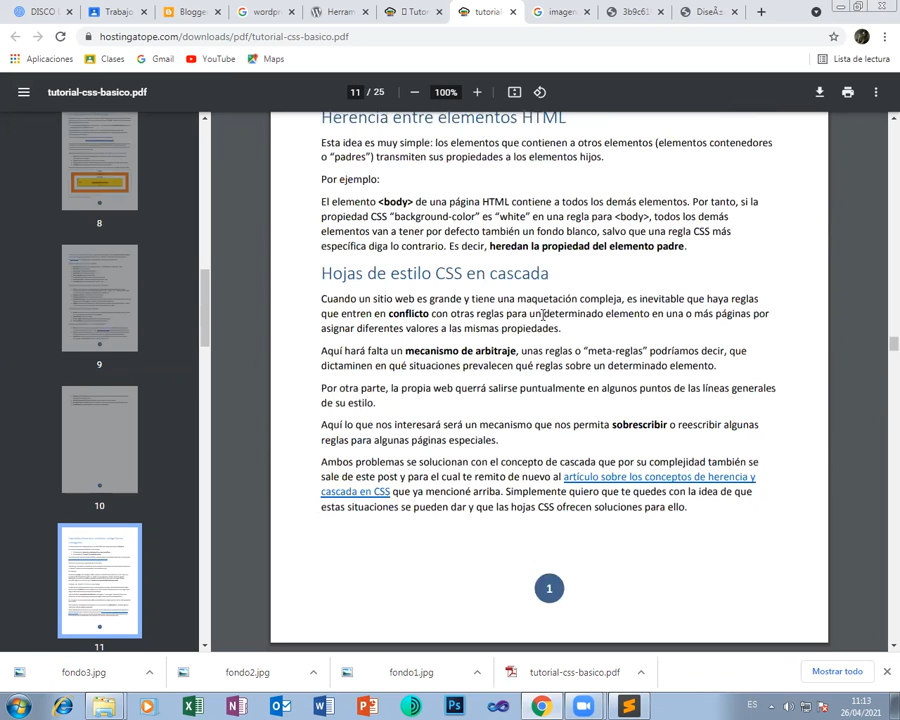 DISCO I
Trabajo
Blogge
wordp
Herram
Tuto
tutoria
imagen
3b9c61
hostingatope.com/downloads/pdf/tutorial-css-basico.pdf
Aplicaciones
Clases
Gmail
YouTube
Maps
Lista de lectura
tutorial-css-basico.pdf
11 / 25
100%
Herencia entre elementos HTML
Esta idea es muy simple: los elementos que contienen a otros elementos (elementos contenedores
o “padres”) transmiten sus propiedades a los elementos hijos.
Por ejemplo:
El elemento <body> de una página HTML contiene a todos los demás elementos. Por tanto, si la
propiedad CSS “background-color” es “white” en una regla para <body>, todos los demás
elementos van a tener por defecto también un fondo blanco, salvo que una regla CSS más
específica diga lo contrario. Es decir, heredan la propiedad del elemento padre.
Hojas de estilo CSS en cascada
Cuando un sitio web es grande y tiene una maquetación compleja, es inevitable que haya reglas
que entren en conflicto con otras reglas para un determinado elemento en una o más páginas por
asignar diferentes valores a las mismas propiedades.
Aquí hará falta un mecanismo de arbitraje, unas reglas o “meta-reglas” podríamos decir, que
dictaminen en qué situaciones prevalecen qué reglas sobre un determinado elemento.
Por otra parte, la propia web querrá salirse puntualmente en algunos puntos de las líneas generales
de su estilo.
Aquí lo que nos interesará será un mecanismo que nos permita sobrescribir o reescribir algunas
reglas para algunas páginas especiales.
Ambos problemas se solucionan con el concepto de cascada que por su complejidad también se
sale de este post y para el cual te remito de nuevo al artículo sobre los conceptos de herencia y
cascada en CSS que ya mencioné arriba. Simplemente quiero que te quedes con la idea de que
estas situaciones se pueden dar y que las hojas CSS ofrecen soluciones para ello.
1
8
9
10
11
fondo3.jpg
fondo2.jpg
fondo1.jpg
tutorial-css-basico.pdf
Mostrar todo
ES
11:13
26/04/2021